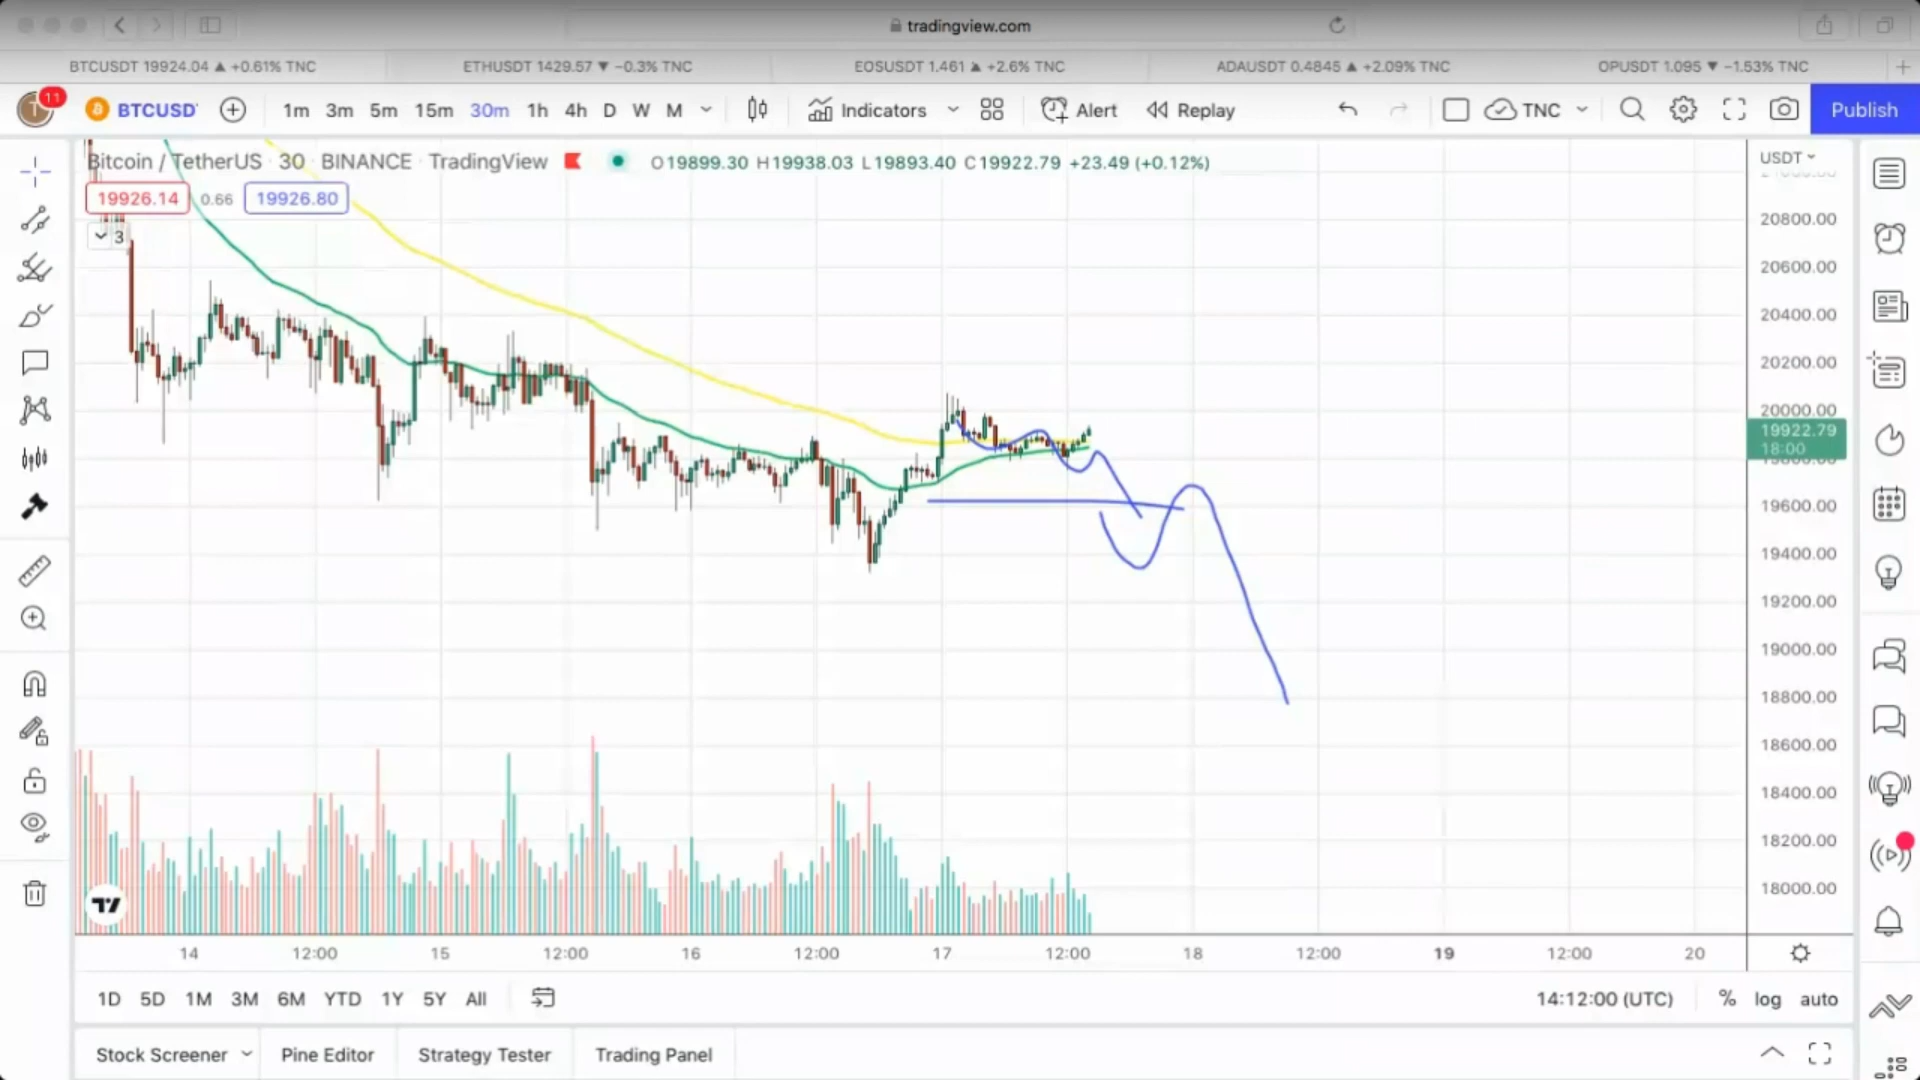 tradingview.com
BTCUSDT 19924.04 ▲ +0.61% TNC ETHUSDT 1429.57 ▼ −0.3% TNC EOSUSDT 1.461 ▲ +2.6% TNC ADAUSDT 0.4845 ▲ +2.09% TNC OPUSDT 1.095 ▼ −1.53% TNC
T 11 BTCUSD 1m 3m 5m 15m 30m 1h 4h D W M Indicators Alert Replay TNC Publish
Bitcoin / TetherUS · 30 · BINANCE · TradingView O19899.30 H19938.03 L19893.40 C19922.79 +23.49 (+0.12%)
USDT
19926.14 0.66 19926.80
3
20800.00
20600.00
20400.00
20200.00
20000.00
19922.79
18:00
19600.00
19400.00
19200.00
19000.00
18800.00
18600.00
18400.00
18200.00
18000.00
14 12:00 15 12:00 16 12:00 17 12:00 18 12:00 19 12:00 20
1D 5D 1M 3M 6M YTD 1Y 5Y All 14:12:00 (UTC) % log auto
Stock Screener Pine Editor Strategy Tester Trading Panel